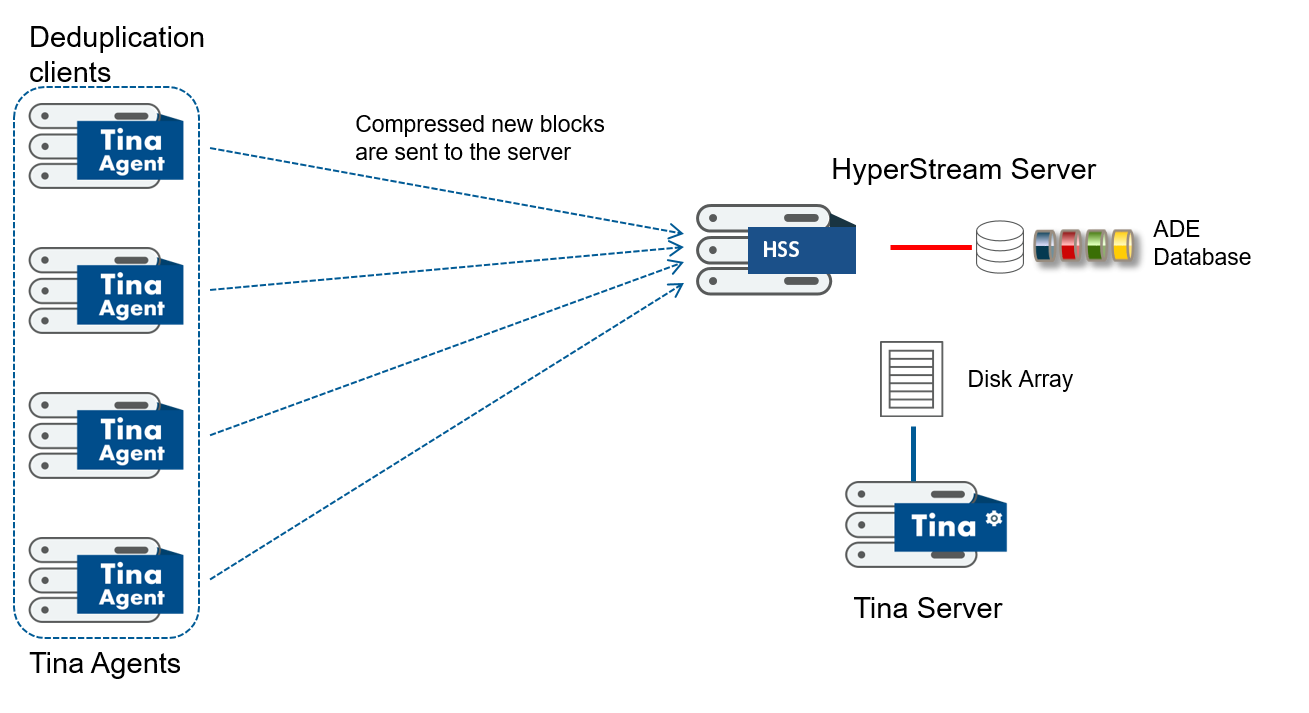 Deduplication
clients
Tina
Agent
Tina
Agent
Tina
Agent
Tina
Agent
Tina Agents
Compressed new blocks
are sent to the server
HyperStream Server
HSS
ADE
Database
Disk Array
Tina
Tina Server